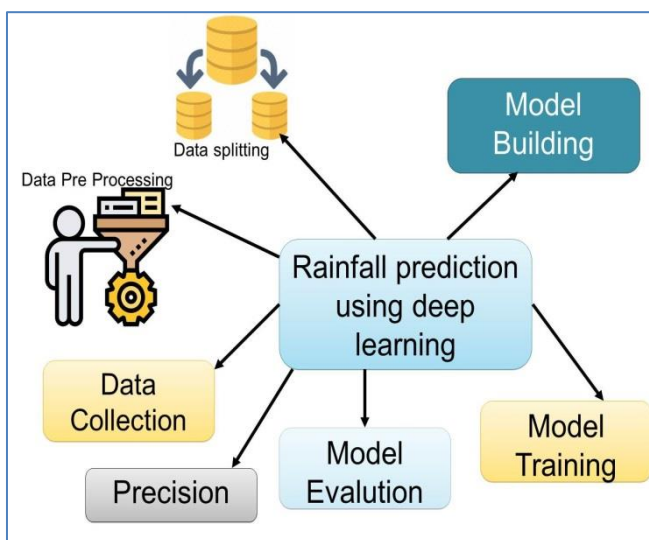 Data splitting
Model
Building
Data Pre Processing
Rainfall prediction
using deep
learning
Data
Collection
Model
Training
Model
Evalution
Precision